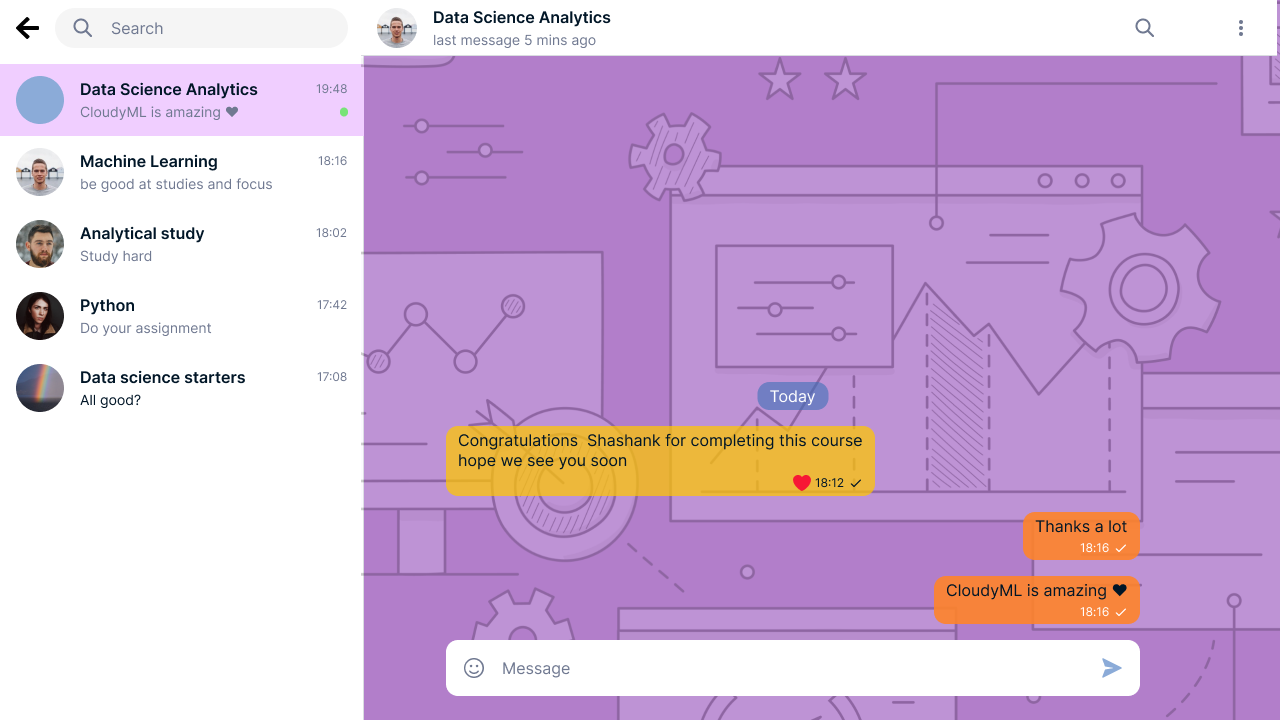 Search
Data Science Analytics 19:48
CloudyML is amazing ♥
Machine Learning 18:16
be good at studies and focus
Analytical study 18:02
Study hard
Python 17:42
Do your assignment
Data science starters 17:08
All good?
Data Science Analytics
last message 5 mins ago
Today
Congratulations  Shashank for completing this course
hope we see you soon
❤️ 18:12 ✓
Thanks a lot
18:16 ✓
CloudyML is amazing ♥
18:16 ✓
Message